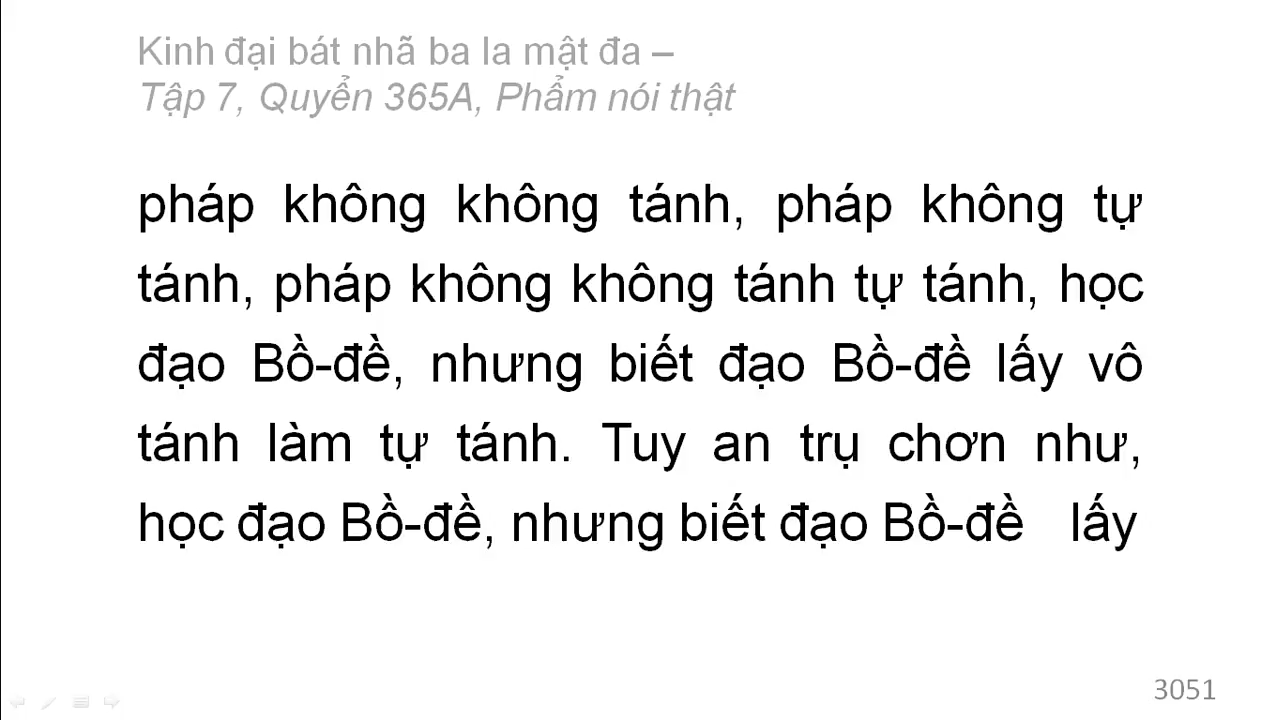 Kinh đại bát nhã ba la mật đa –
Tập 7, Quyển 365A, Phẩm nói thật
pháp không không tánh, pháp không tự
tánh, pháp không không tánh tự tánh, học
đạo Bồ-đề, nhưng biết đạo Bồ-đề lấy vô
tánh làm tự tánh. Tuy an trụ chơn như,
học đạo Bồ-đề, nhưng biết đạo Bồ-đề lấy
3051